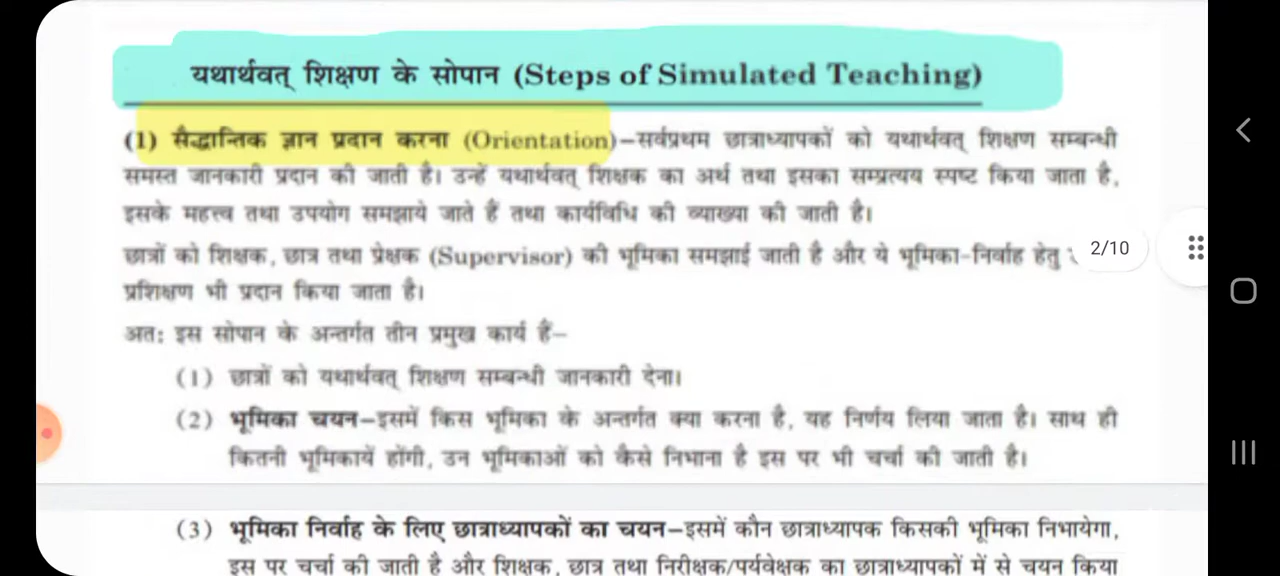 यथार्थवत् शिक्षण के सोपान (Steps of Simulated Teaching)
(1) सैद्धान्तिक ज्ञान प्रदान करना (Orientation)–सर्वप्रथम छात्राध्यापकों को यथार्थवत् शिक्षण सम्बन्धी
समस्त जानकारी प्रदान की जाती है। उन्हें यथार्थवत् शिक्षक का अर्थ तथा इसका सम्प्रत्यय स्पष्ट किया जाता है,
इसके महत्त्व तथा उपयोग समझाये जाते हैं तथा कार्यविधि की व्याख्या की जाती है।
छात्रों को शिक्षक, छात्र तथा प्रेक्षक (Supervisor) की भूमिका समझाई जाती है और ये भूमिका-निर्वाह हेतु
2/10
प्रशिक्षण भी प्रदान किया जाता है।
अतः इस सोपान के अन्तर्गत तीन प्रमुख कार्य हैं–
(1) छात्रों को यथार्थवत् शिक्षण सम्बन्धी जानकारी देना।
(2) भूमिका चयन–इसमें किस भूमिका के अन्तर्गत क्या करना है, यह निर्णय लिया जाता है। साथ ही
कितनी भूमिकायें होंगी, उन भूमिकाओं को कैसे निभाना है इस पर भी चर्चा की जाती है।
(3) भूमिका निर्वाह के लिए छात्राध्यापकों का चयन–इसमें कौन छात्राध्यापक किसकी भूमिका निभायेगा,
इस पर चर्चा की जाती है और शिक्षक, छात्र तथा निरीक्षक/पर्यवेक्षक का छात्राध्यापकों में से चयन किया